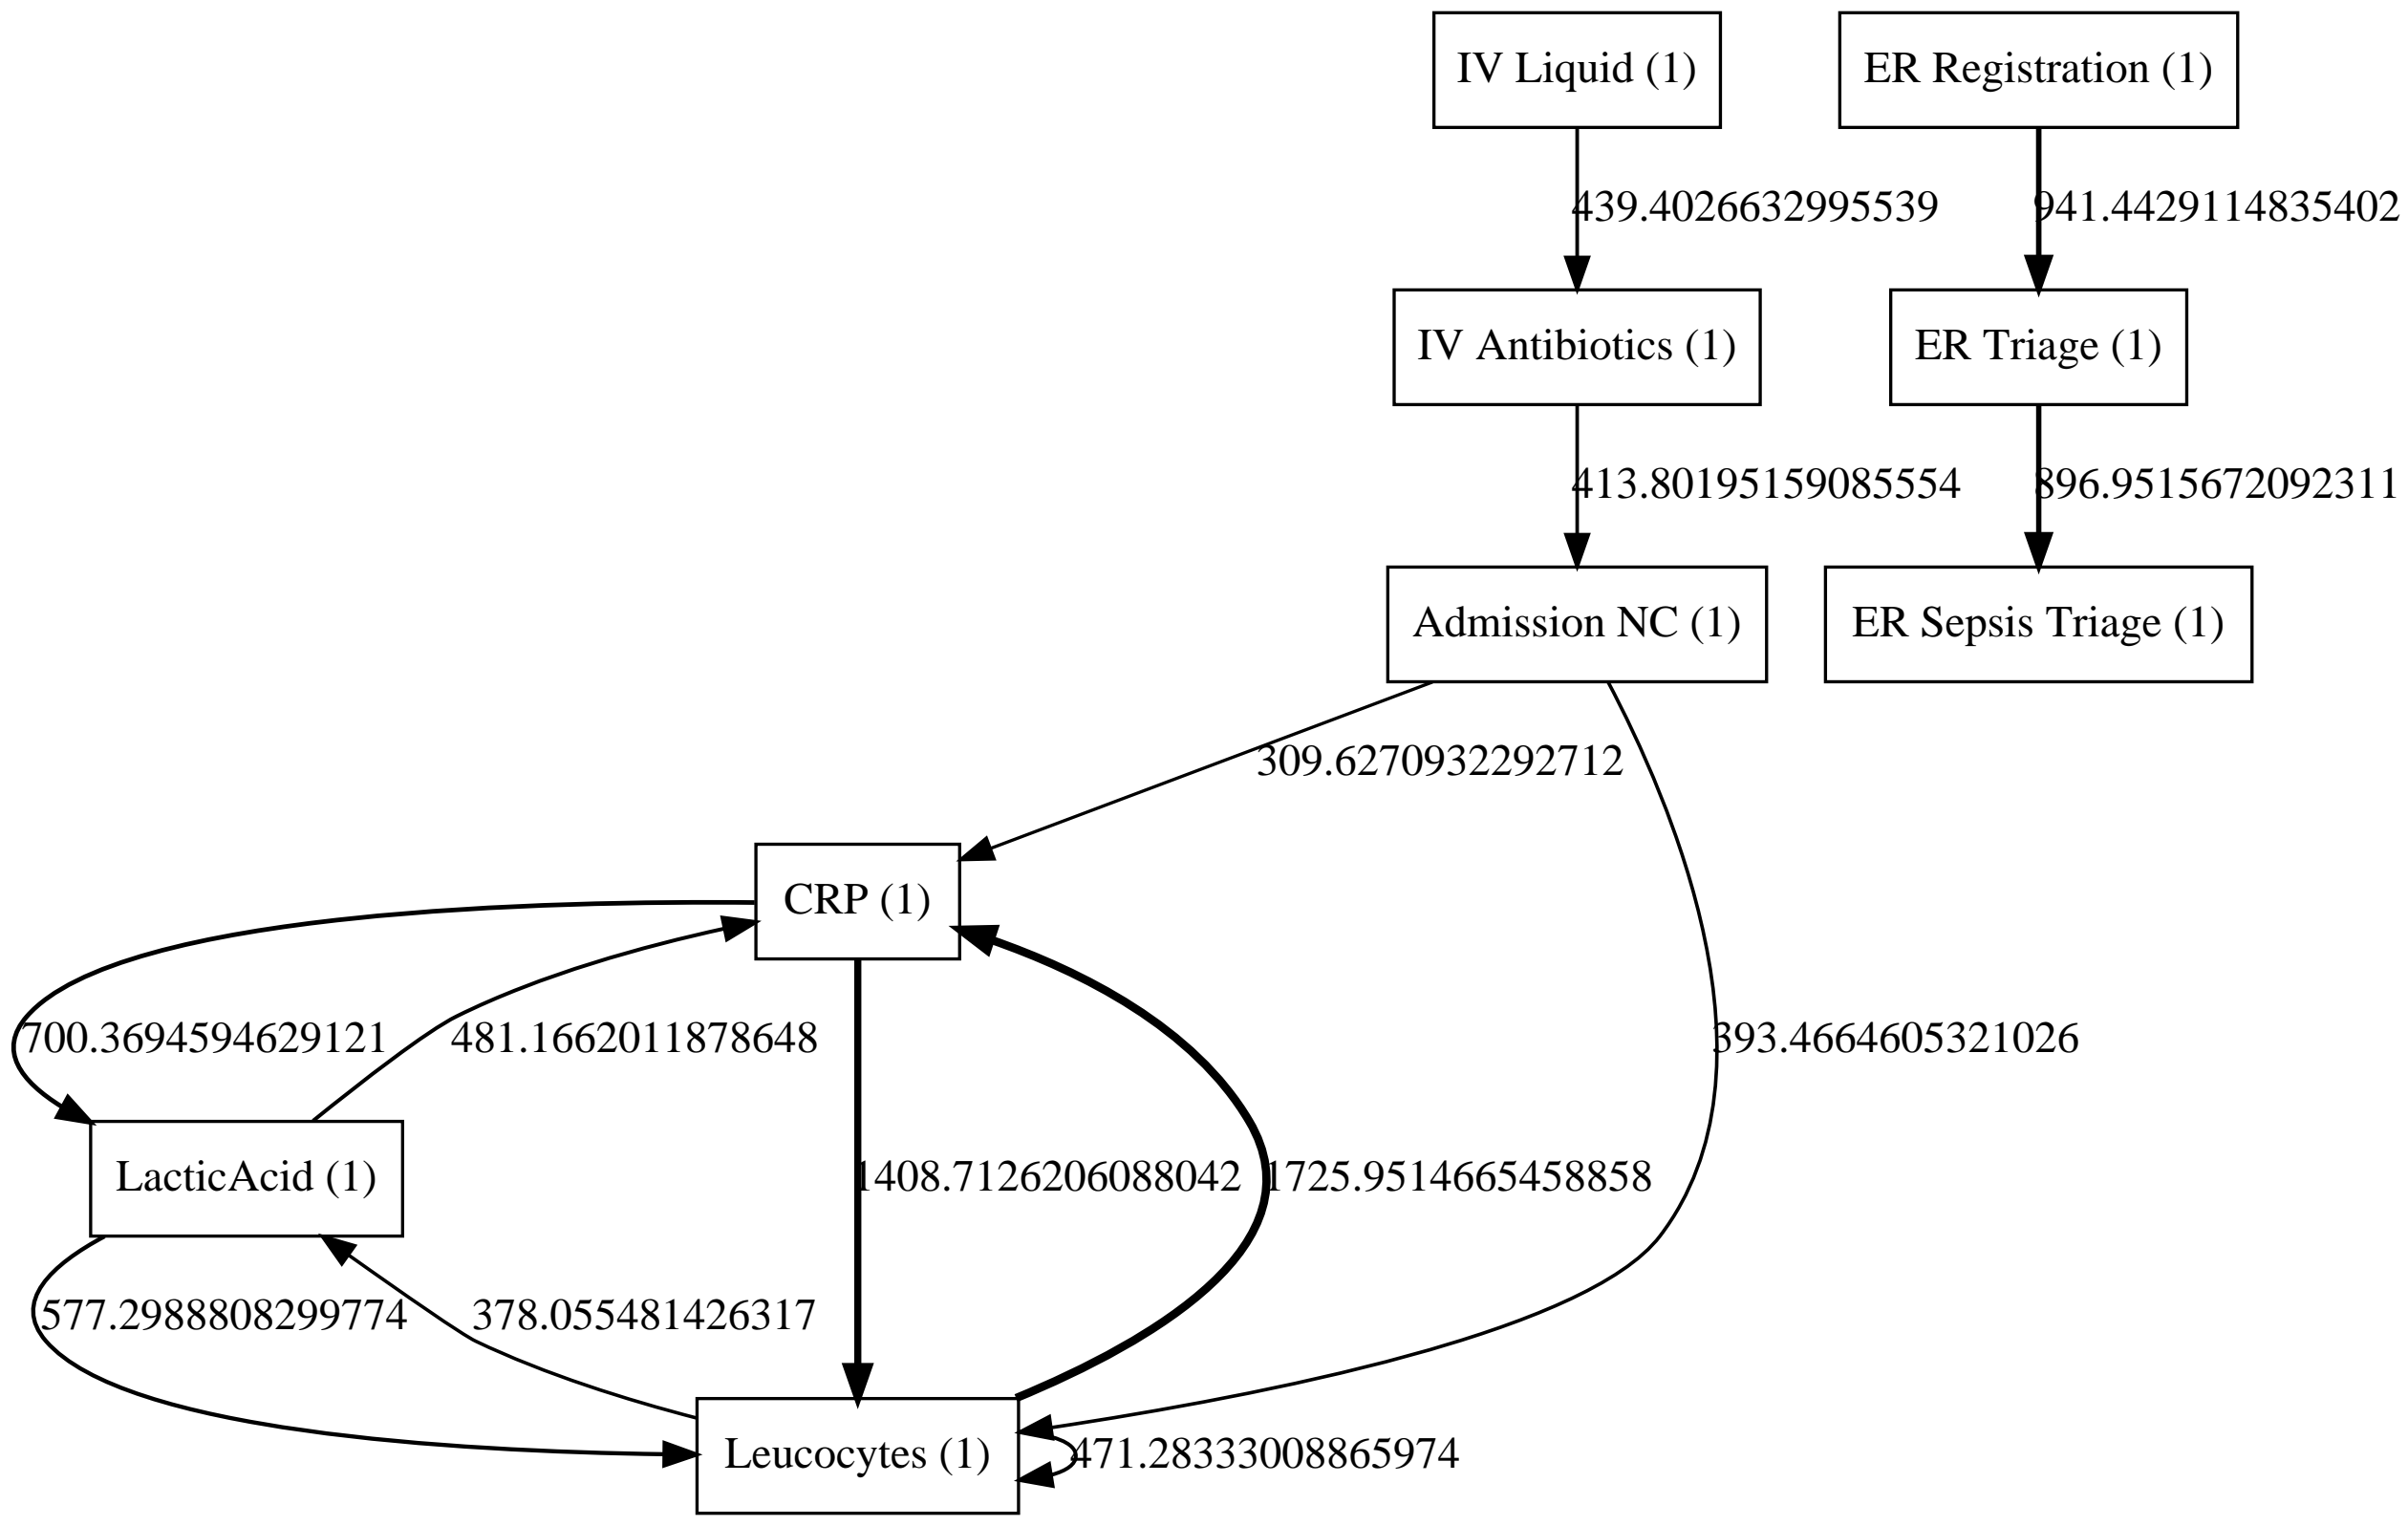 IV Liquid (1)
ER Registration (1)
439.4026632995539
941.4429114835402
IV Antibiotics (1)
ER Triage (1)
413.80195159085554
896.9515672092311
Admission NC (1)
ER Sepsis Triage (1)
309.6270932292712
CRP (1)
700.3694594629121
481.1662011878648
393.4664605321026
LacticAcid (1)
1408.7126206088042
1725.9514665458858
577.2988808299774
378.055481426317
Leucocytes (1)
471.28333008865974